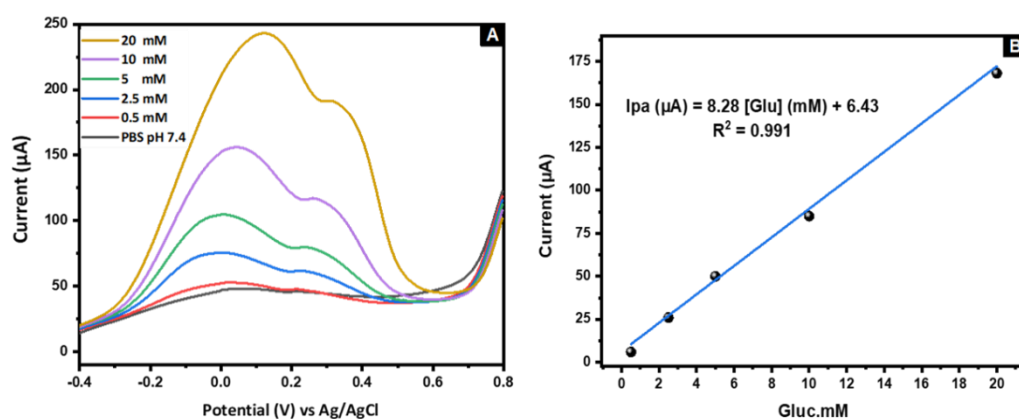 A
250
200
150
100
50
0
Current (µA)
20 mM
10 mM
5 mM
2.5 mM
0.5 mM
PBS pH 7.4
-0.4
-0.2
0.0
0.2
0.4
0.6
0.8
Potential (V) vs Ag/AgCl
B
175
150
125
100
75
50
25
0
Current (µA)
Ipa (µA) = 8.28 [Glu] (mM) + 6.43
R² = 0.991
0
2
4
6
8
10
12
14
16
18
20
Gluc.mM